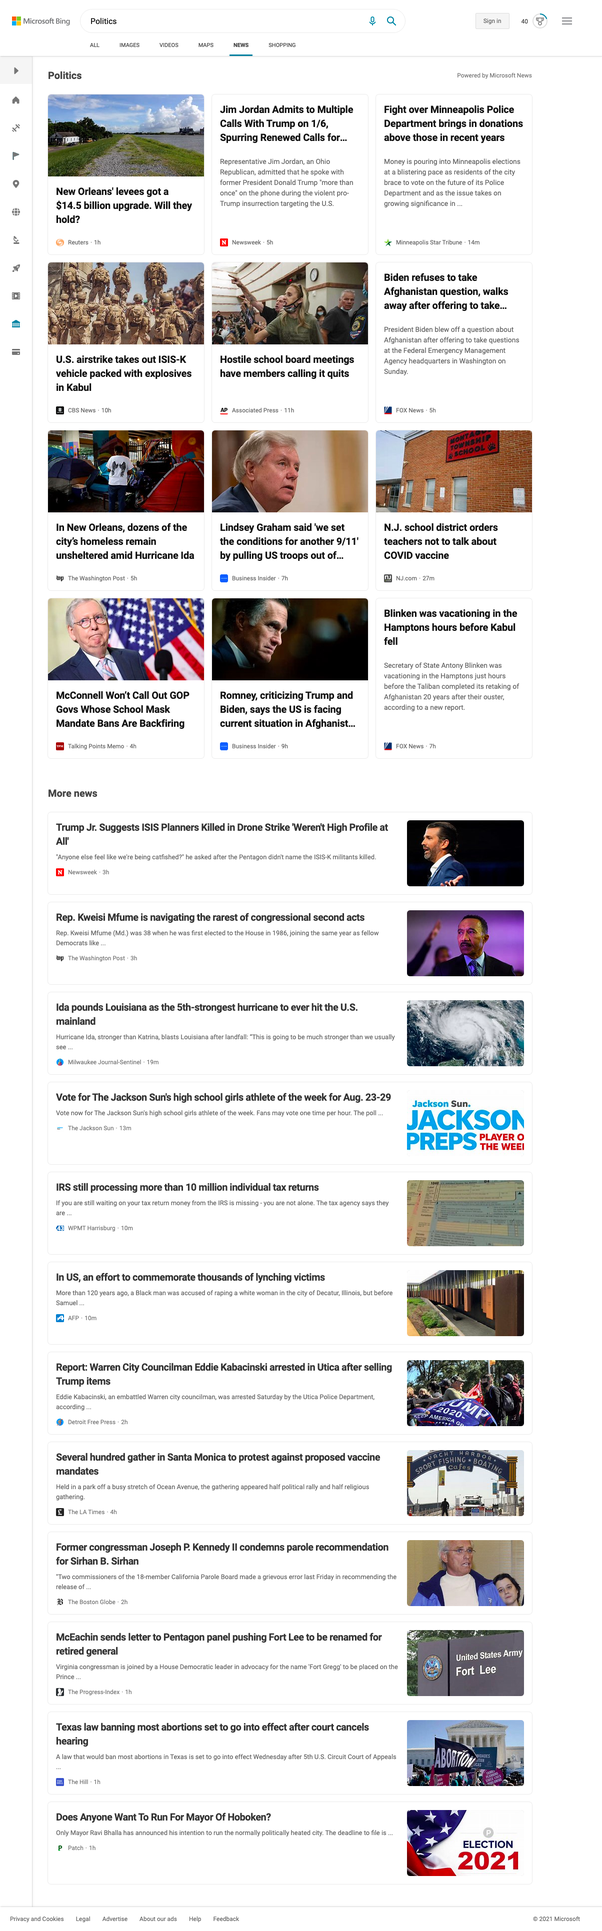 Microsoft Bing
Politics
Sign in
40
ALL
IMAGES
VIDEOS
MAPS
NEWS
SHOPPING
Politics
Powered by Microsoft News
New Orleans' levees got a
$14.5 billion upgrade. Will they
hold?
Reuters · 1h
Jim Jordan Admits to Multiple
Calls With Trump on 1/6,
Spurring Renewed Calls for...
Representative Jim Jordan, an Ohio
Republican, admitted that he spoke with
former President Donald Trump "more than
once" on the phone during the violent pro-
Trump insurrection targeting the U.S.
Newsweek · 5h
Fight over Minneapolis Police
Department brings in donations
above those in recent years
Money is pouring into Minneapolis elections
at a blistering pace as residents of the city
brace to vote on the future of its Police
Department and as the issue takes on
growing significance in ...
Minneapolis Star Tribune · 14m
U.S. airstrike takes out ISIS-K
vehicle packed with explosives
in Kabul
CBS News · 10h
Hostile school board meetings
have members calling it quits
AP
Associated Press · 11h
Biden refuses to take
Afghanistan question, walks
away after offering to take...
President Biden blew off a question about
Afghanistan after offering to take questions
at the Federal Emergency Management
Agency headquarters in Washington on
Sunday.
FOX News · 5h
In New Orleans, dozens of the
city's homeless remain
unsheltered amid Hurricane Ida
wp The Washington Post · 5h
Lindsey Graham said 'we set
the conditions for another 9/11'
by pulling US troops out of...
Business Insider · 7h
MONTAGUE
TOWNSHIP
SCHOOL
N.J. school district orders
teachers not to talk about
COVID vaccine
NJ.com · 27m
McConnell Won't Call Out GOP
Govs Whose School Mask
Mandate Bans Are Backfiring
Talking Points Memo · 4h
Romney, criticizing Trump and
Biden, says the US is facing
current situation in Afghanist...
Business Insider · 9h
Blinken was vacationing in the
Hamptons hours before Kabul
fell
Secretary of State Antony Blinken was
vacationing in the Hamptons just hours
before the Taliban completed its retaking of
Afghanistan 20 years after their ouster,
according to a new report.
FOX News · 7h
More news
Trump Jr. Suggests ISIS Planners Killed in Drone Strike 'Weren't High Profile at
All'
"Anyone else feel like we're being catfished?" he asked after the Pentagon didn't name the ISIS-K militants killed.
N Newsweek · 3h
Rep. Kweisi Mfume is navigating the rarest of congressional second acts
Rep. Kweisi Mfume (Md.) was 38 when he was first elected to the House in 1986, joining the same year as fellow
Democrats like ...
wp The Washington Post · 3h
Ida pounds Louisiana as the 5th-strongest hurricane to ever hit the U.S.
mainland
Hurricane Ida, stronger than Katrina, blasts Louisiana after landfall: "This is going to be much stronger than we usually
see ...
Milwaukee Journal-Sentinel · 19m
Vote for The Jackson Sun's high school girls athlete of the week for Aug. 23-29
Vote now for The Jackson Sun's high school girls athlete of the week. Fans may vote one time per hour. The poll ...
The Jackson Sun · 13m
Jackson Sun.
JACKSON
PREPS PLAYER O
THE WEEK
IRS still processing more than 10 million individual tax returns
If you are still waiting on your tax return money from the IRS is missing - you are not alone. The tax agency says they
are ...
WPMT Harrisburg · 10m
In US, an effort to commemorate thousands of lynching victims
More than 120 years ago, a Black man was accused of raping a white woman in the city of Decatur, Illinois, but before
Samuel ...
AFP · 10m
Report: Warren City Councilman Eddie Kabacinski arrested in Utica after selling
Trump items
Eddie Kabacinski, an embattled Warren city councilman, was arrested Saturday by the Utica Police Department,
according ...
Detroit Free Press · 2h
TRUMP
2020
KEEP AMERICA
Several hundred gather in Santa Monica to protest against proposed vaccine
mandates
Held in a park off a busy stretch of Ocean Avenue, the gathering appeared half political rally and half religious
gathering.
The LA Times · 4h
YACHT HARBOR
SPORT FISHING · BOATING
Cafes
Former congressman Joseph P. Kennedy II condemns parole recommendation
for Sirhan B. Sirhan
"Two commissioners of the 18-member California Parole Board made a grievous error last Friday in recommending the
release of ...
B The Boston Globe · 2h
McEachin sends letter to Pentagon panel pushing Fort Lee to be renamed for
retired general
Virginia congressman is joined by a House Democratic leader in advocacy for the name 'Fort Gregg' to be placed on the
Prince ...
The Progress-Index · 1h
United States Army
Fort Lee
Texas law banning most abortions set to go into effect after court cancels
hearing
A law that would ban most abortions in Texas is set to go into effect Wednesday after 5th U.S. Circuit Court of Appeals
...
The Hill · 1h
ABORTION
Does Anyone Want To Run For Mayor Of Hoboken?
Only Mayor Ravi Bhalla has announced his intention to run the normally politically heated city. The deadline to file is ...
P Patch · 1h
P
ELECTION
2021
Privacy and Cookies
Legal
Advertise
About our ads
Help
Feedback
© 2021 Microsoft